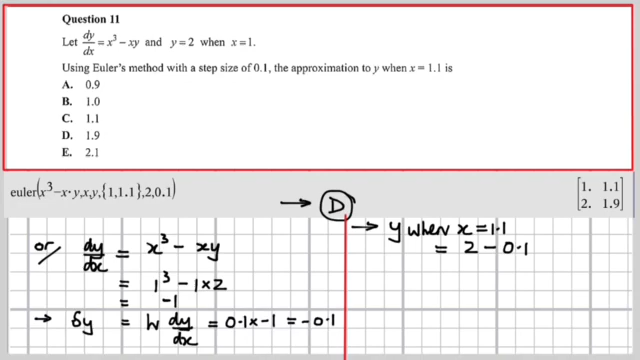 Question 11
Let dy/dx = x³ − xy and y = 2 when x = 1.
Using Euler's method with a step size of 0.1, the approximation to y when x = 1.1 is
A. 0.9
B. 1.0
C. 1.1
D. 1.9
E. 2.1
euler(x³−x·y,x,y,{1,1.1},2,0.1)
[1. 1.1
2. 1.9]
→ D
or/ dy/dx = x³ − xy
= 1³ − 1×2
= −1
→ δy = h dy/dx = 0·1× −1 = −0·1
→ y when x = 1·1
= 2 − 0·1